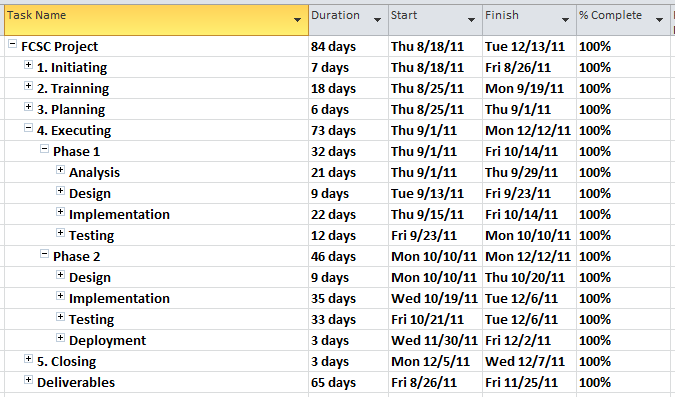 Task Name Duration Start Finish % Complete
FCSC Project 84 days Thu 8/18/11 Tue 12/13/11 100%
1. Initiating 7 days Thu 8/18/11 Fri 8/26/11 100%
2. Trainning 18 days Thu 8/25/11 Mon 9/19/11 100%
3. Planning 6 days Thu 8/25/11 Thu 9/1/11 100%
4. Executing 73 days Thu 9/1/11 Mon 12/12/11 100%
Phase 1 32 days Thu 9/1/11 Fri 10/14/11 100%
Analysis 21 days Thu 9/1/11 Thu 9/29/11 100%
Design 9 days Tue 9/13/11 Fri 9/23/11 100%
Implementation 22 days Thu 9/15/11 Fri 10/14/11 100%
Testing 12 days Fri 9/23/11 Mon 10/10/11 100%
Phase 2 46 days Mon 10/10/11 Mon 12/12/11 100%
Design 9 days Mon 10/10/11 Thu 10/20/11 100%
Implementation 35 days Wed 10/19/11 Tue 12/6/11 100%
Testing 33 days Fri 10/21/11 Tue 12/6/11 100%
Deployment 3 days Wed 11/30/11 Fri 12/2/11 100%
5. Closing 3 days Mon 12/5/11 Wed 12/7/11 100%
Deliverables 65 days Fri 8/26/11 Fri 11/25/11 100%